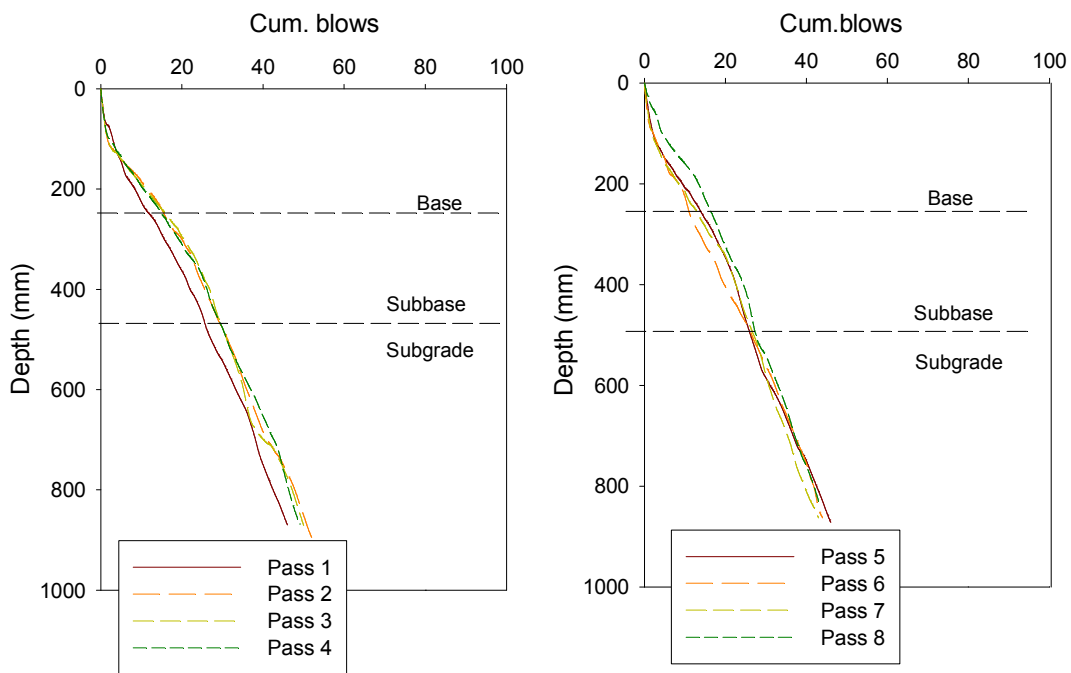 Cum. blows
0 20 40 60 80 100
0
200
400
600
800
1000
Depth (mm)
Base
Subbase
Subgrade
Pass 1
Pass 2
Pass 3
Pass 4
Cum.blows
0 20 40 60 80 100
0
200
400
600
800
1000
Depth (mm)
Base
Subbase
Subgrade
Pass 5
Pass 6
Pass 7
Pass 8